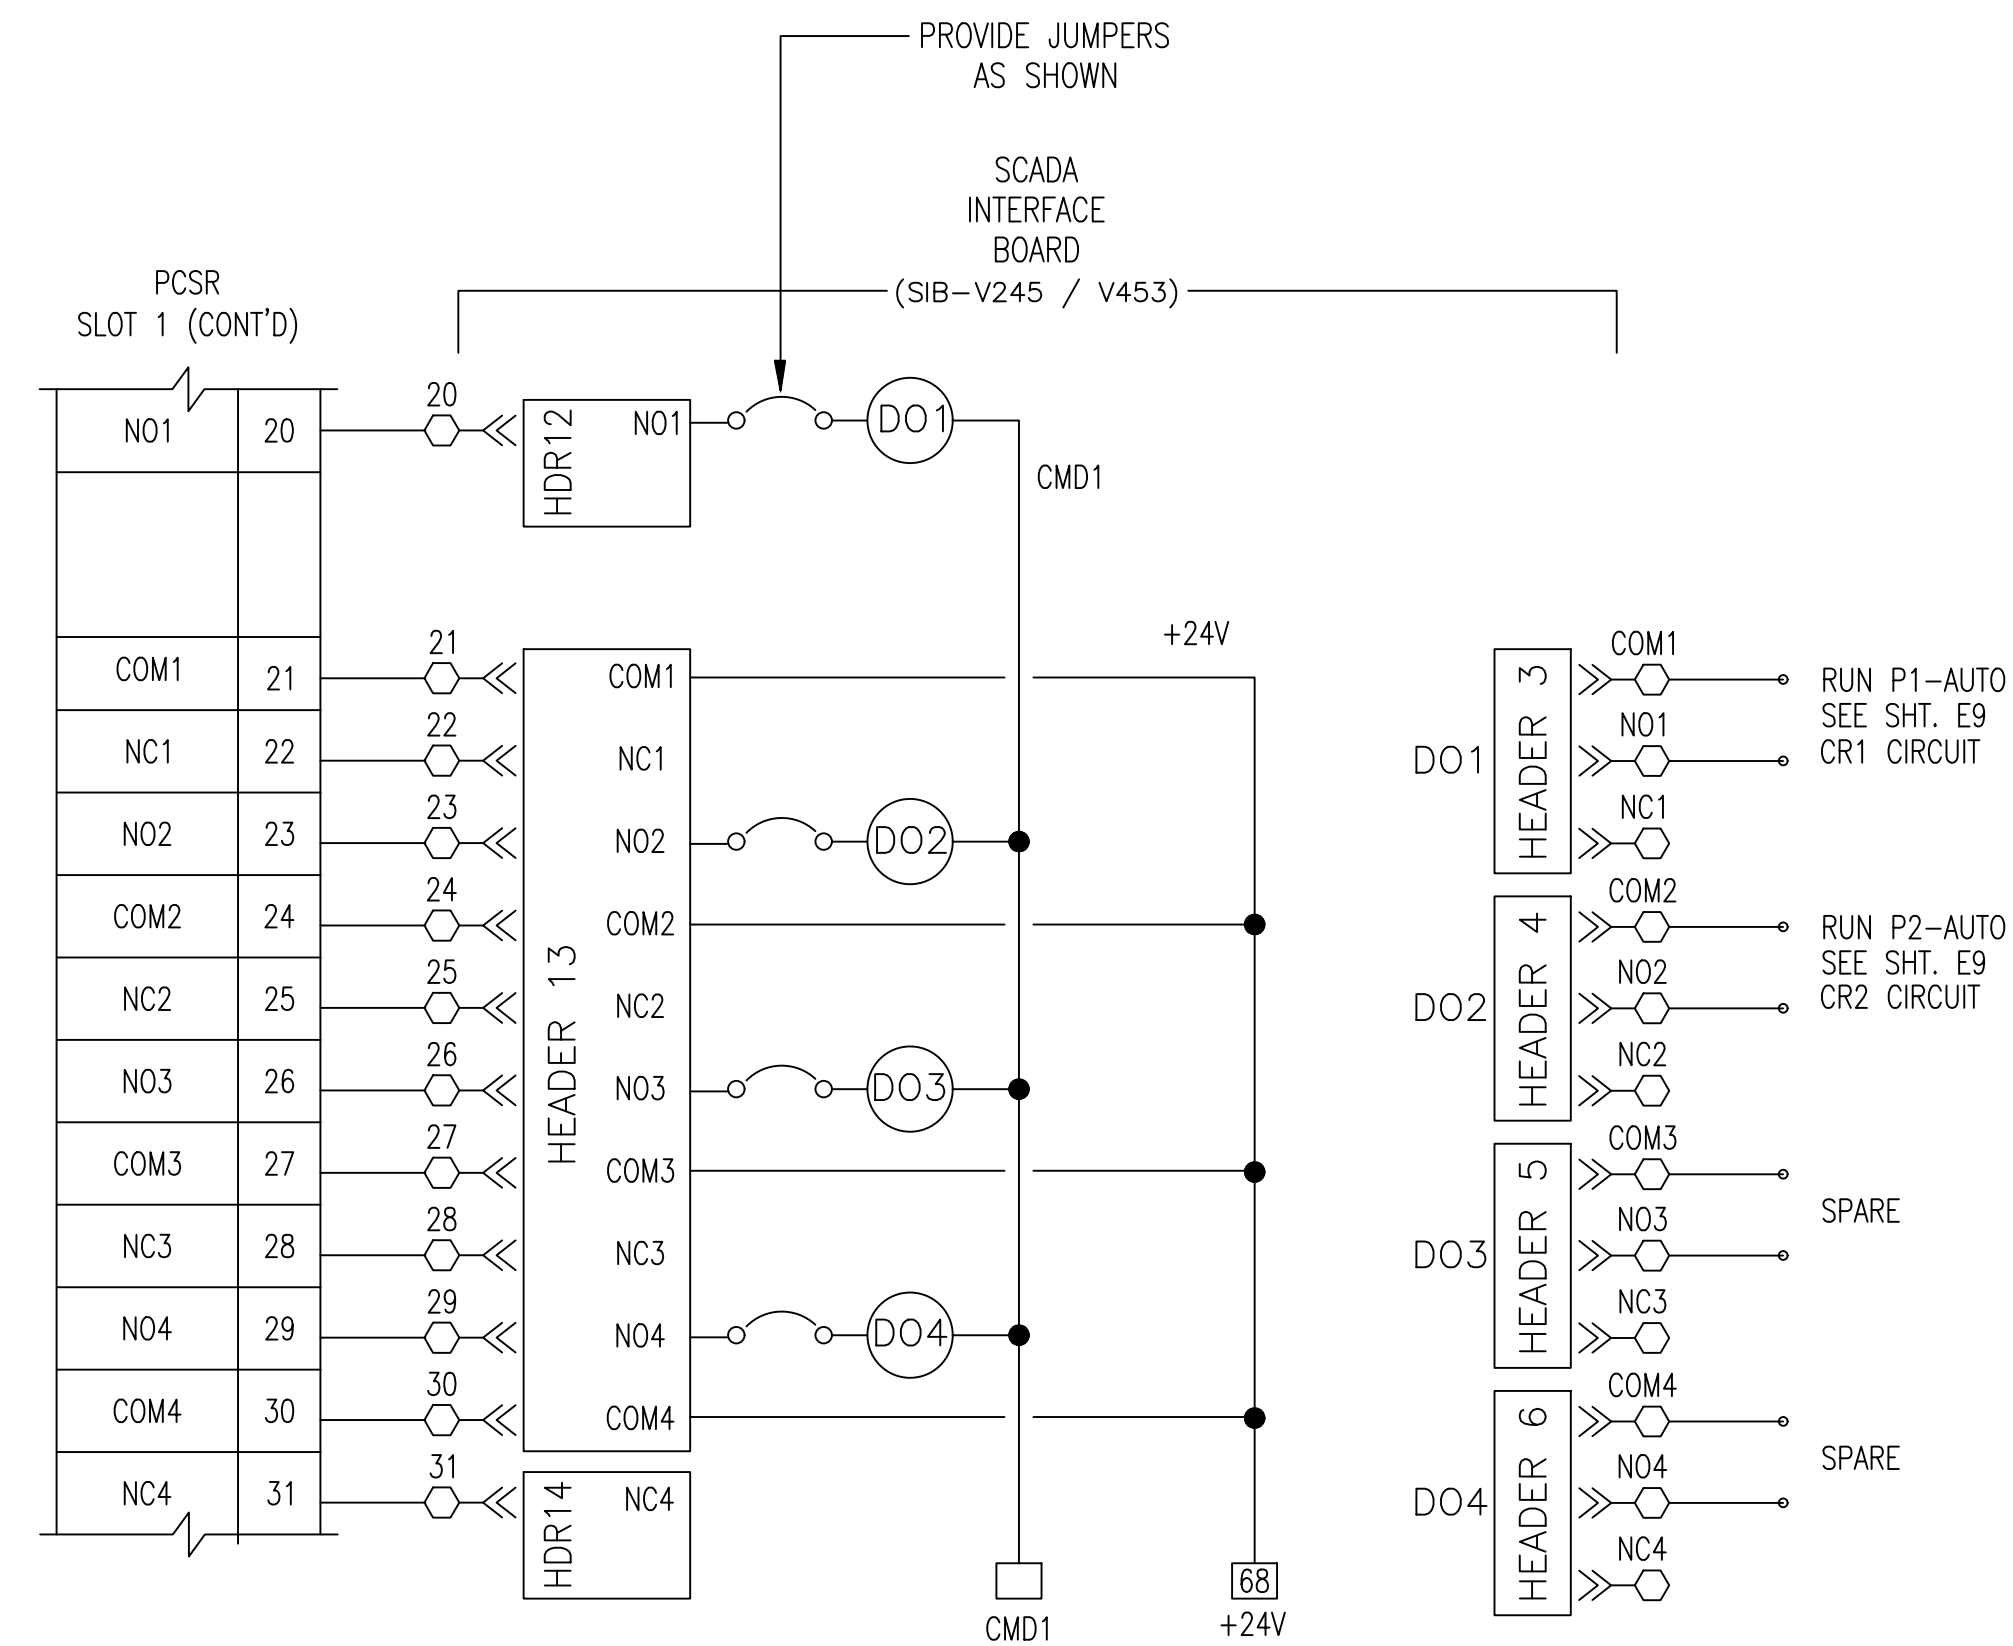 PROVIDE JUMPERS
AS SHOWN
SCADA
INTERFACE
BOARD
(SIB-V245 / V453)
PCSR
SLOT 1 (CONT'D)
NO1 20 20 HDR12 NO1 DO1
CMD1
+24V
COM1 21 21 COM1
NC1 22 22 NC1
NO2 23 23 NO2 DO2
COM2 24 24 COM2
NC2 25 25 NC2
HEADER 13
NO3 26 26 NO3 DO3
COM3 27 27 COM3
NC3 28 28 NC3
NO4 29 29 NO4 DO4
COM4 30 30 COM4
NC4 31 31 HDR14 NC4
CMD1
68
+24V
DO1 HEADER 3
COM1
NO1
NC1
RUN P1-AUTO
SEE SHT. E9
CR1 CIRCUIT
DO2 HEADER 4
COM2
NO2
NC2
RUN P2-AUTO
SEE SHT. E9
CR2 CIRCUIT
DO3 HEADER 5
COM3
NO3
NC3
SPARE
DO4 HEADER 6
COM4
NO4
NC4
SPARE